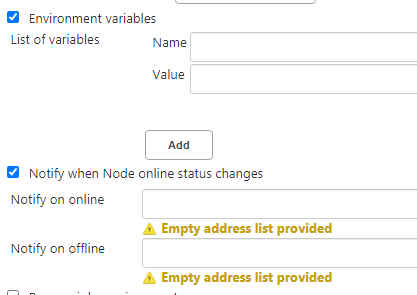 Environment variables
List of variables
Name
Value
Add
Notify when Node online status changes
Notify on online
Empty address list provided
Notify on offline
Empty address list provided